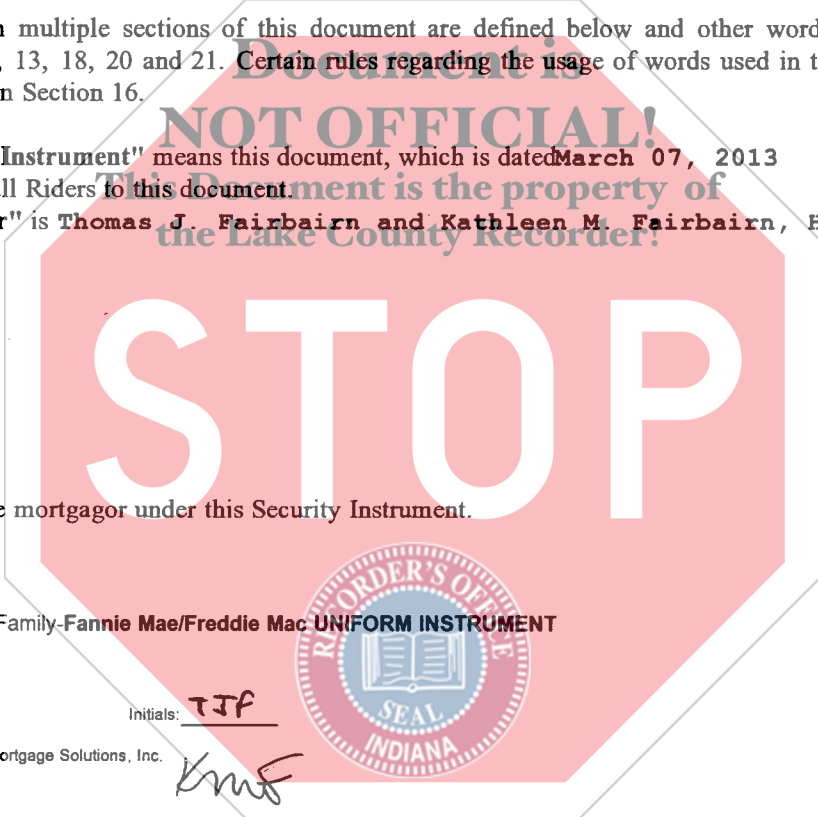 multiple sections of this document are defined below and other word
, 13, 18, 20 and 21. Certain rules regarding the usage of words used in t
n Section 16.
Document is
NOT OFFICIAL!
This Document is the property of
the Lake County Recorder!
Instrument" means this document, which is dated March 07, 2013
ll Riders to this document.
r" is Thomas J. Fairbairn and Kathleen M. Fairbairn, H
STOP
e mortgagor under this Security Instrument.
Family-Fannie Mae/Freddie Mac UNIFORM INSTRUMENT
RECORDER'S OFFICE
SEAL
INDIANA
Initials: TJF
ortgage Solutions, Inc.
KMF